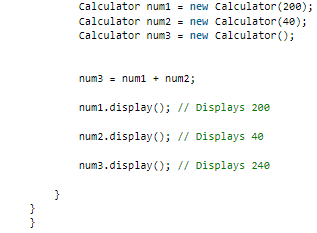 Calculator num1 = new Calculator(200);
Calculator num2 = new Calculator(40);
Calculator num3 = new Calculator();
num3 = num1 + num2;
num1.display(); // Displays 200
num2.display(); // Displays 40
num3.display(); // Displays 240
}
}
}